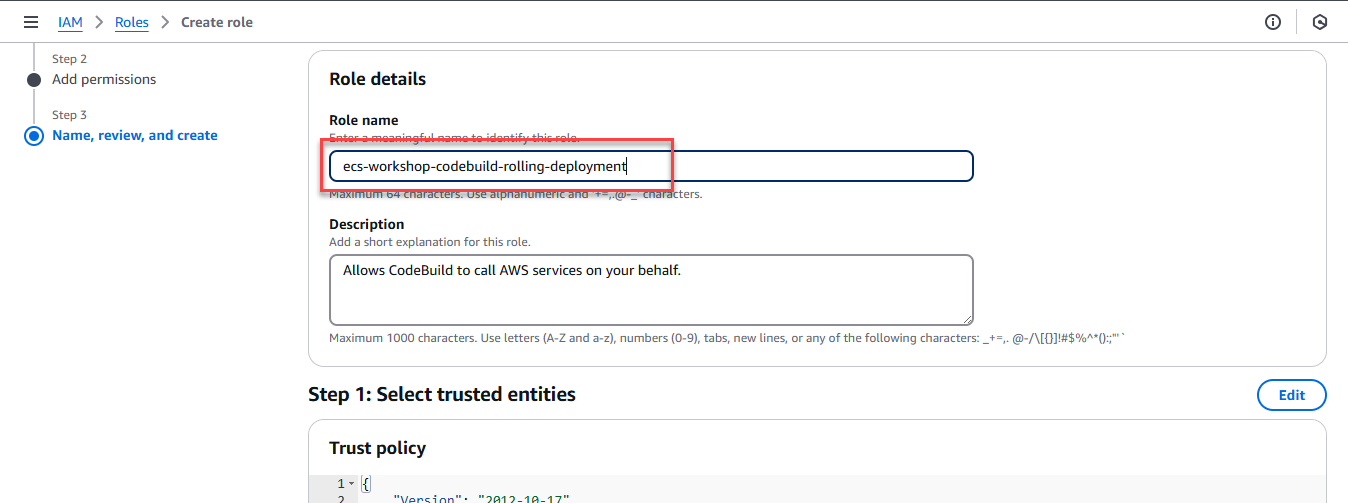 IAM > Roles > Create role
Step 2
Add permissions
Step 3
Name, review, and create
Role details
Role name
Enter a meaningful name to identify this role.
ecs-workshop-codebuild-rolling-deployment
Maximum 64 characters. Use alphanumeric and '+=,.@-_' characters.
Description
Add a short explanation for this role.
Allows CodeBuild to call AWS services on your behalf.
Maximum 1000 characters. Use letters (A-Z and a-z), numbers (0-9), tabs, new lines, or any of the following characters: _+=,. @-/\[{}]!#$%^*();:"'`
Step 1: Select trusted entities
Edit
Trust policy
1 {
2 "Version": "2012-10-17"